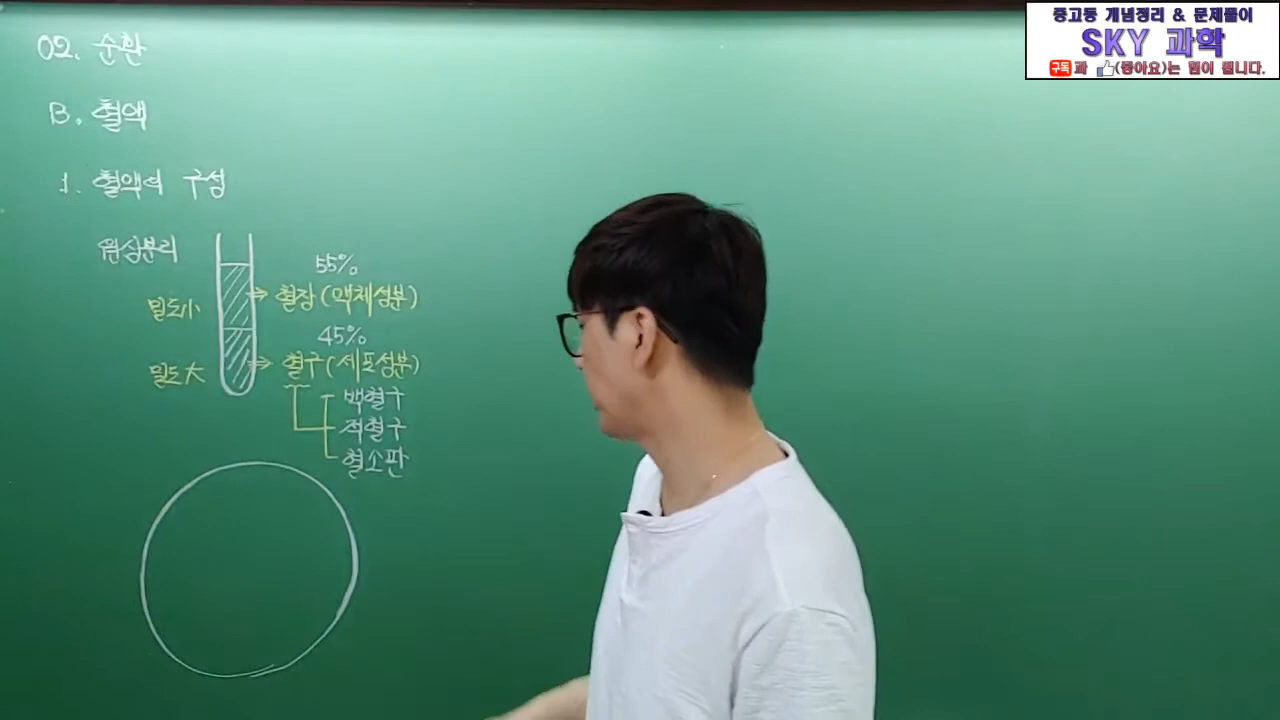 중고등 개념정리 & 문제풀이
SKY 과학
구독과 (좋아요)는 힘이 됩니다.
02. 순환
B. 혈액
1. 혈액의 구성
원심분리
55%
밀도小 혈장(액체성분)
45%
밀도大 혈구(세포성분)
백혈구
적혈구
혈소판